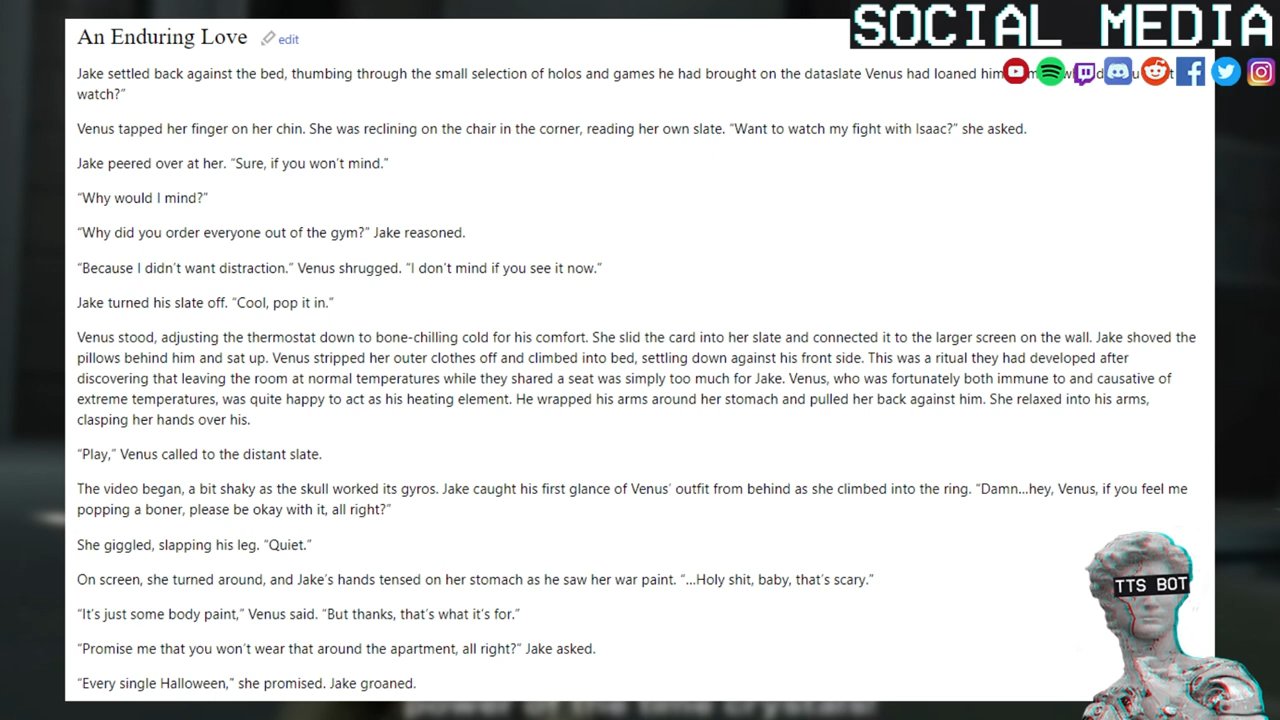 SOCIAL MEDIA
An Enduring Love edit
Jake settled back against the bed, thumbing through the small selection of holos and games he had brought on the dataslate Venus had loaned him
watch?”
Venus tapped her finger on her chin. She was reclining on the chair in the corner, reading her own slate. “Want to watch my fight with Isaac?” she asked.
Jake peered over at her. “Sure, if you won’t mind.”
“Why would I mind?”
“Why did you order everyone out of the gym?” Jake reasoned.
“Because I didn’t want distraction.” Venus shrugged. “I don’t mind if you see it now.”
Jake turned his slate off. “Cool, pop it in.”
Venus stood, adjusting the thermostat down to bone-chilling cold for his comfort. She slid the card into her slate and connected it to the larger screen on the wall. Jake shoved the
pillows behind him and sat up. Venus stripped her outer clothes off and climbed into bed, settling down against his front side. This was a ritual they had developed after
discovering that leaving the room at normal temperatures while they shared a seat was simply too much for Jake. Venus, who was fortunately both immune to and causative of
extreme temperatures, was quite happy to act as his heating element. He wrapped his arms around her stomach and pulled her back against him. She relaxed into his arms,
clasping her hands over his.
“Play,” Venus called to the distant slate.
The video began, a bit shaky as the skull worked its gyros. Jake caught his first glance of Venus’ outfit from behind as she climbed into the ring. “Damn...hey, Venus, if you feel me
popping a boner, please be okay with it, all right?”
She giggled, slapping his leg. “Quiet.”
On screen, she turned around, and Jake’s hands tensed on her stomach as he saw her war paint. “...Holy shit, baby, that’s scary.”
“It’s just some body paint,” Venus said. “But thanks, that’s what it’s for.”
“Promise me that you won’t wear that around the apartment, all right?” Jake asked.
“Every single Halloween,” she promised. Jake groaned.
TTS BOT